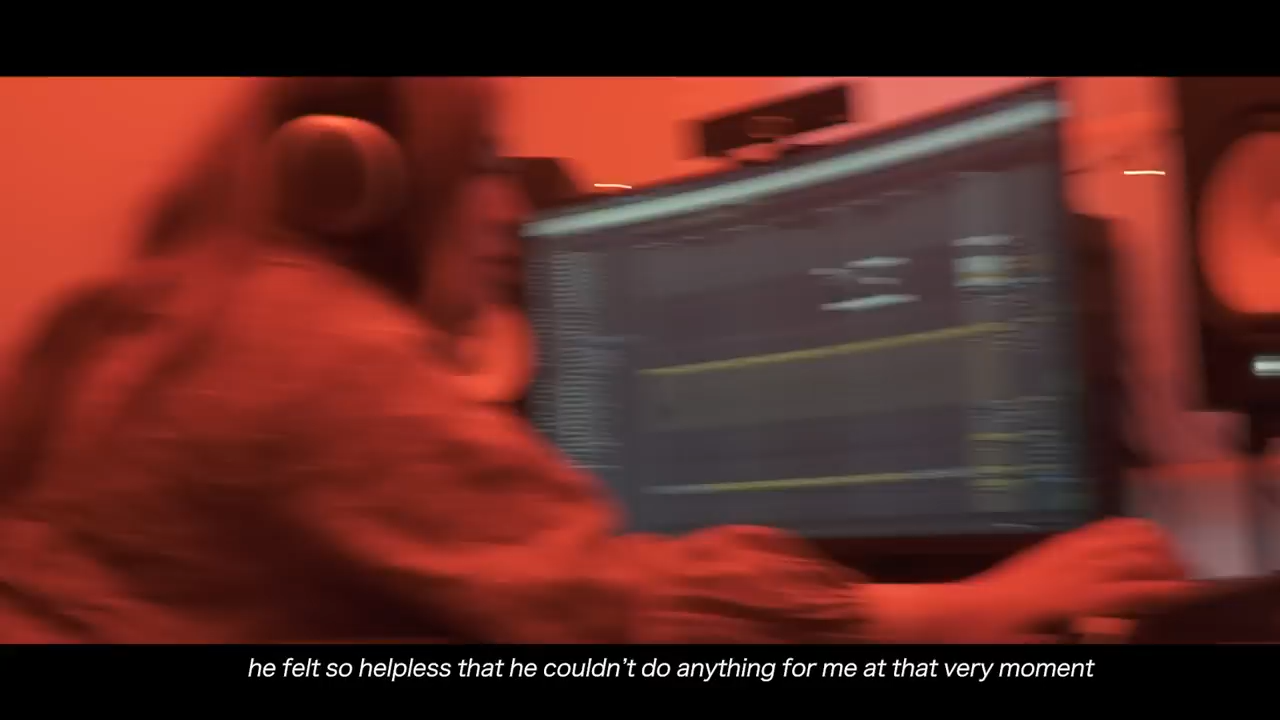 he felt so helpless that he couldn't do anything for me at that very moment